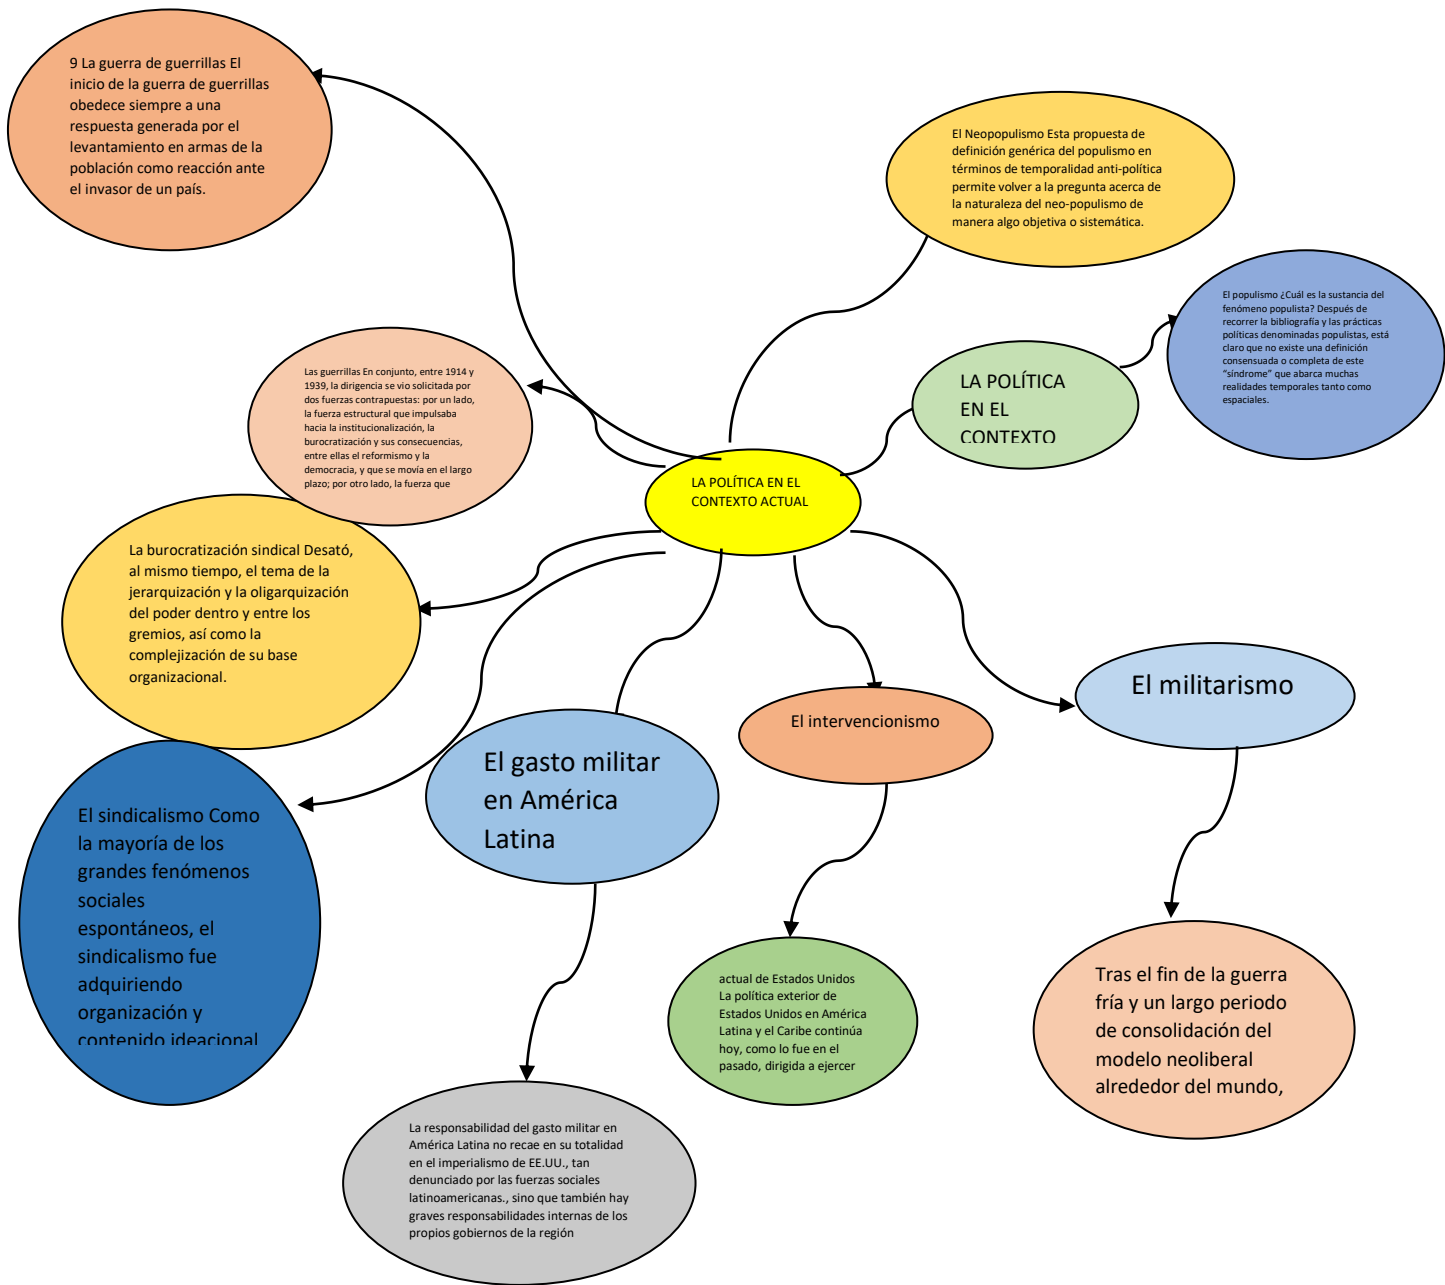 9 La guerra de guerrillas El
inicio de la guerra de guerrillas
obedece siempre a una
respuesta generada por el
levantamiento en armas de la
población como reacción ante
el invasor de un país.
El Neopopulismo Esta propuesta de
definición genérica del populismo en
términos de temporalidad anti-política
permite volver a la pregunta acerca de
la naturaleza del neo-populismo de
manera algo objetiva o sistemática.
El populismo ¿Cuál es la sustancia del
fenómeno populista? Después de
recorrer la bibliografía y las prácticas
políticas denominadas populistas, está
claro que no existe una definición
consensuada o completa de este
“síndrome” que abarca muchas
realidades temporales tanto como
espaciales.
LA POLÍTICA
EN EL
CONTEXTO
Las guerrillas En conjunto, entre 1914 y
1939, la dirigencia se vio solicitada por
dos fuerzas contrapuestas: por un lado,
la fuerza estructural que impulsaba
hacia la institucionalización, la
burocratización y sus consecuencias,
entre ellas el reformismo y la
democracia, y que se movía en el largo
plazo; por otro lado, la fuerza que
LA POLÍTICA EN EL
CONTEXTO ACTUAL
La burocratización sindical Desató,
al mismo tiempo, el tema de la
jerarquización y la oligarquización
del poder dentro y entre los
gremios, así como la
complejización de su base
organizacional.
El militarismo
El intervencionismo
El gasto militar
en América
Latina
El sindicalismo Como
la mayoría de los
grandes fenómenos
sociales
espontáneos, el
sindicalismo fue
adquiriendo
organización y
contenido ideacional
actual de Estados Unidos
La política exterior de
Estados Unidos en América
Latina y el Caribe continúa
hoy, como lo fue en el
pasado, dirigida a ejercer
Tras el fin de la guerra
fría y un largo periodo
de consolidación del
modelo neoliberal
alrededor del mundo,
La responsabilidad del gasto militar en
América Latina no recae en su totalidad
en el imperialismo de EE.UU., tan
denunciado por las fuerzas sociales
latinoamericanas., sino que también hay
graves responsabilidades internas de los
propios gobiernos de la región